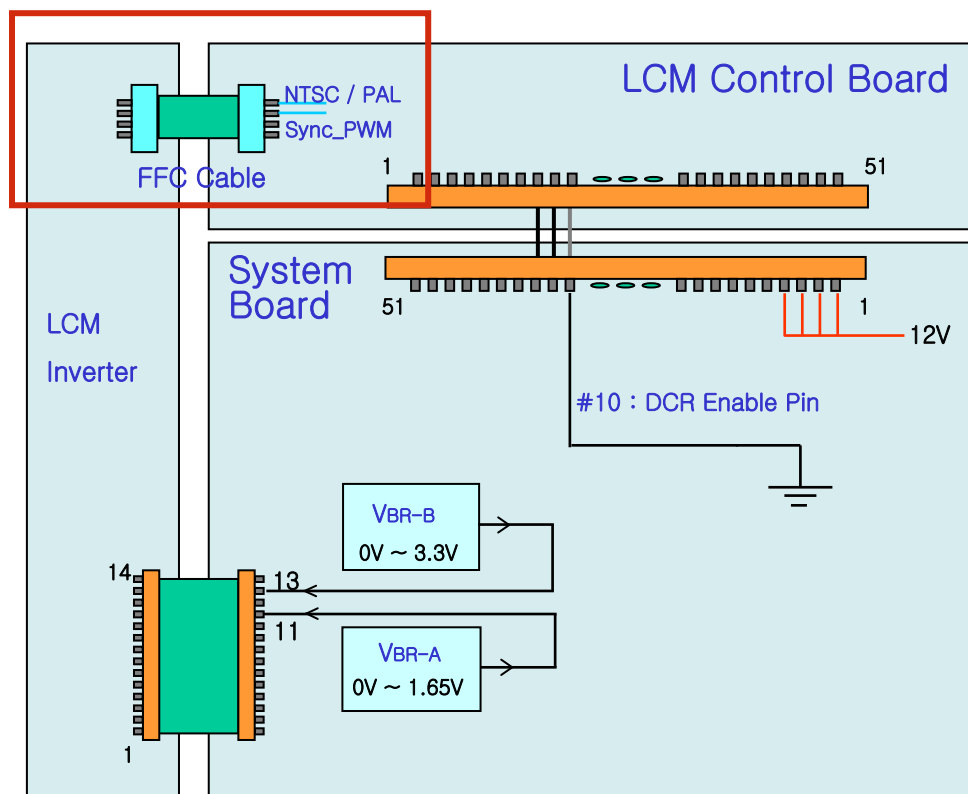 LCM Control Board
NTSC / PAL
Sync_PWM
FFC Cable
1
51
System
Board
51
1
12V
LCM
Inverter
#10 : DCR Enable Pin
VBR-B
0V ~ 3.3V
14
13
11
VBR-A
0V ~ 1.65V
1